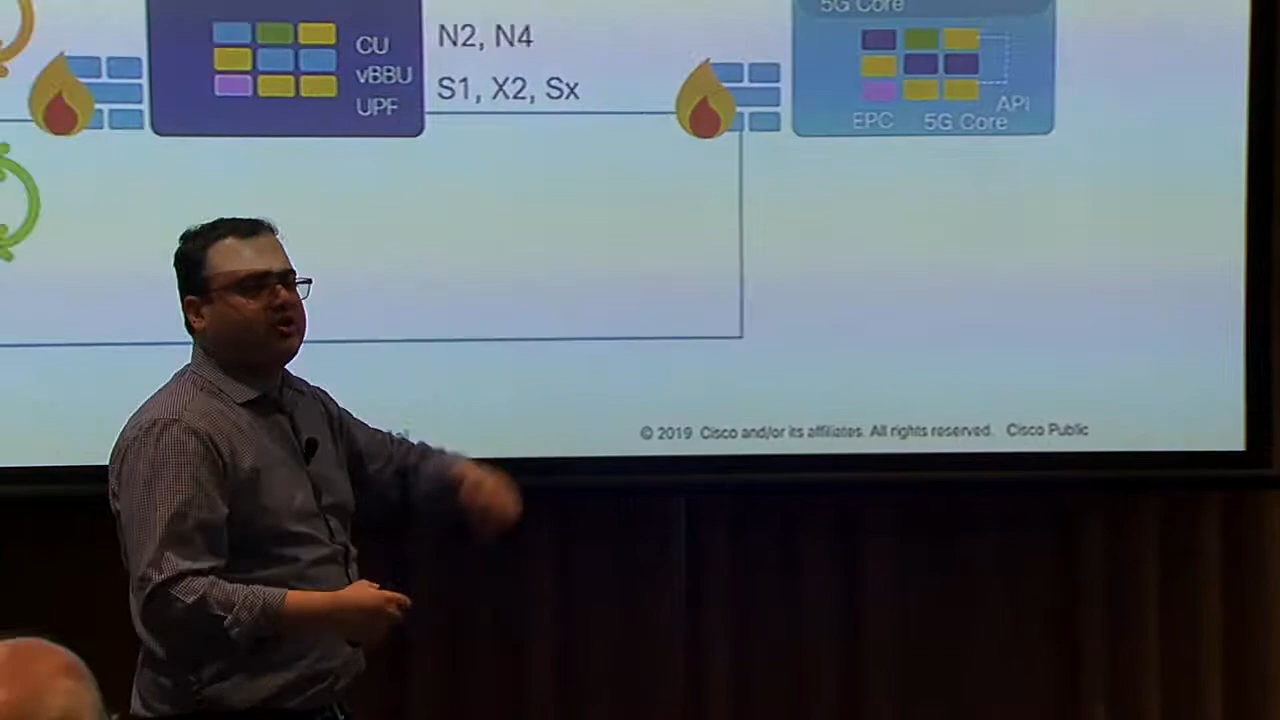 5G Core
CU
vBBU
UPF
N2, N4
S1, X2, Sx
API
EPC
5G Core
© 2019 Cisco and/or its affiliates. All rights reserved. Cisco Public